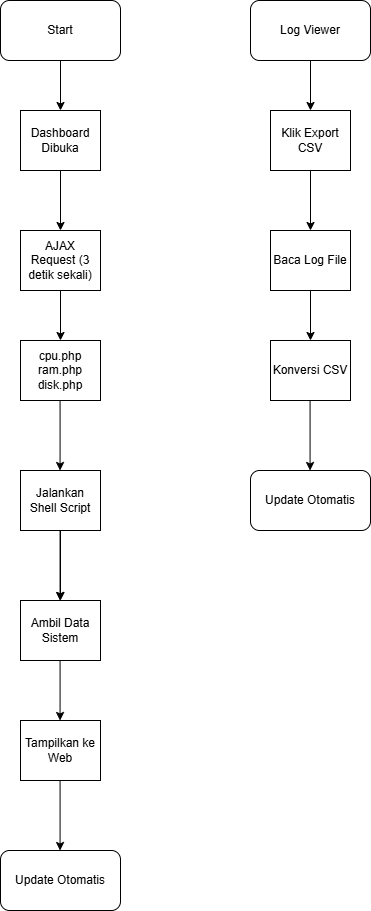 Start
Dashboard
Dibuka
AJAX
Request (3
detik sekali)
cpu.php
ram.php
disk.php
Jalankan
Shell Script
Ambil Data
Sistem
Tampilkan ke
Web
Update Otomatis
Log Viewer
Klik Export
CSV
Baca Log File
Konversi CSV
Update Otomatis